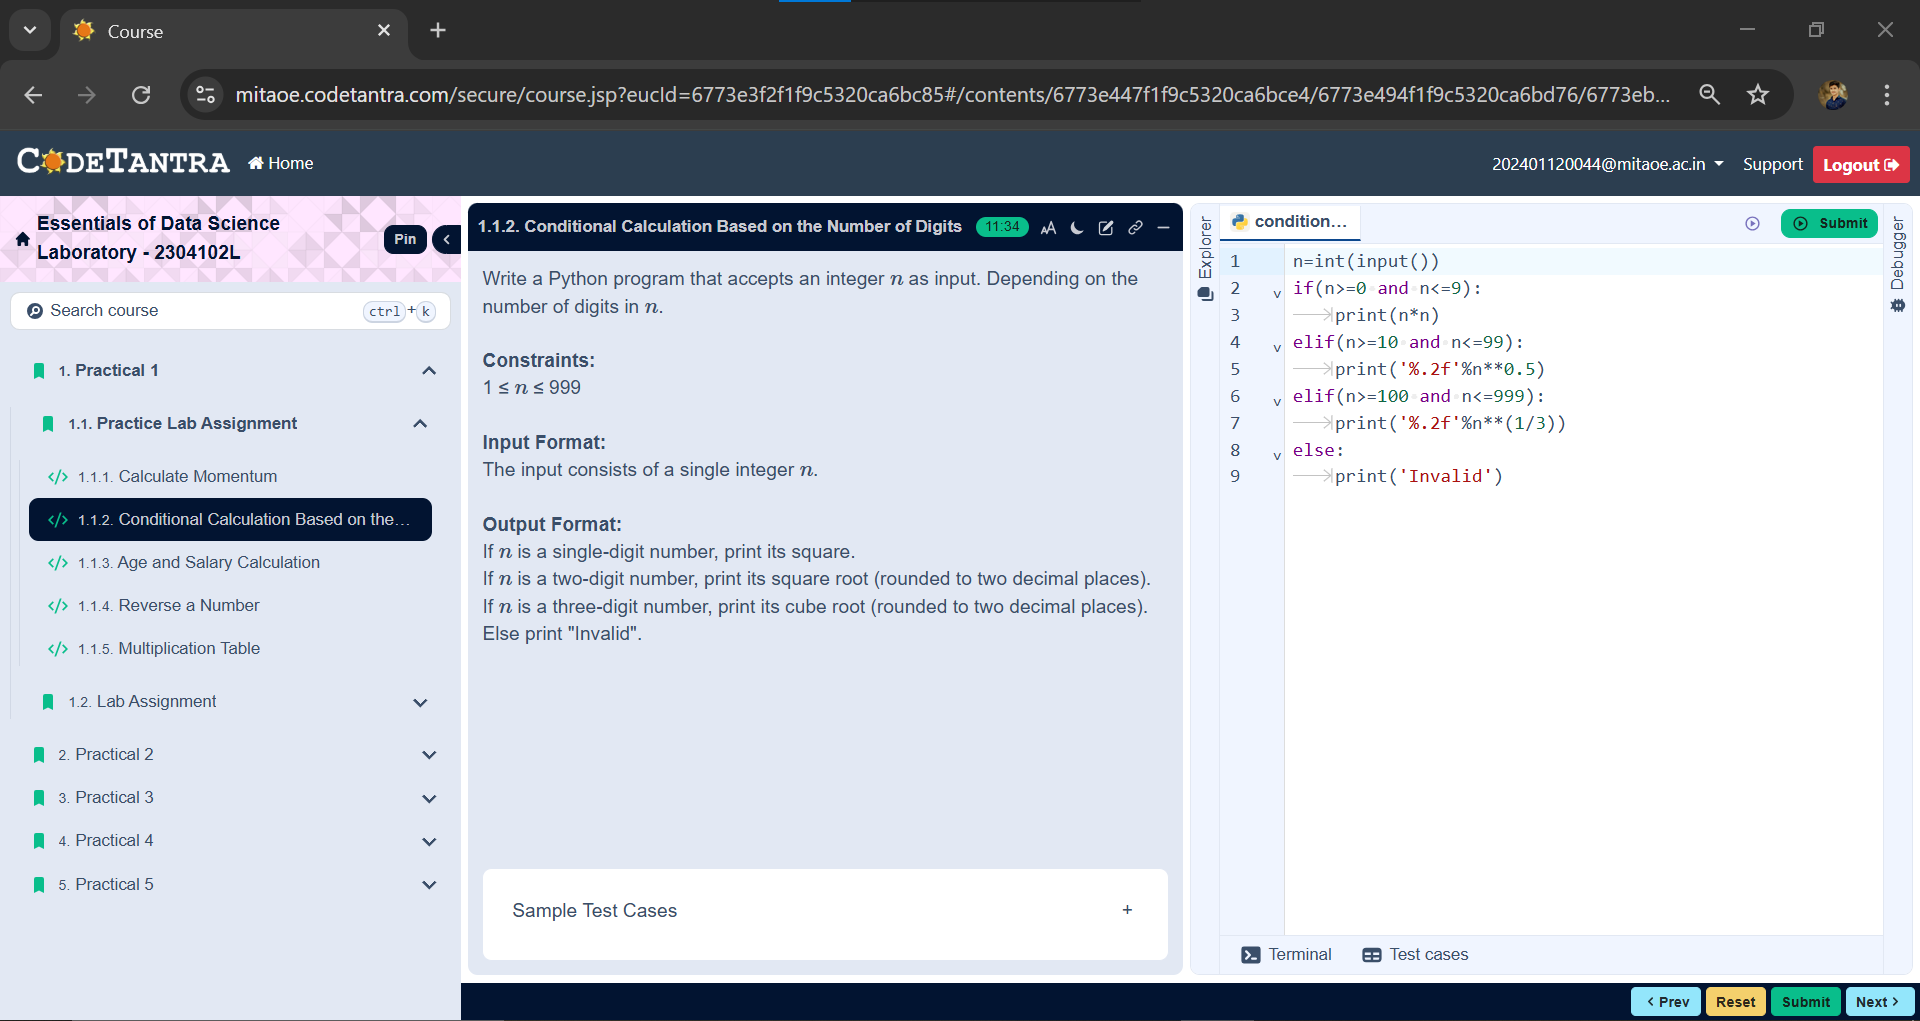 Course
mitaoe.codetantra.com/secure/course.jsp?eucId=6773e3f2f1f9c5320ca6bc85#/contents/6773e447f1f9c5320ca6bce4/6773e494f1f9c5320ca6bd76/6773eb...
CODETANTRA
Home
202401120044@mitaoe.ac.in
Support
Logout
Essentials of Data Science
Laboratory - 2304102L
Pin
Search course
ctrl + k
1. Practical 1
1.1. Practice Lab Assignment
1.1.1. Calculate Momentum
1.1.2. Conditional Calculation Based on the...
1.1.3. Age and Salary Calculation
1.1.4. Reverse a Number
1.1.5. Multiplication Table
1.2. Lab Assignment
2. Practical 2
3. Practical 3
4. Practical 4
5. Practical 5
1.1.2. Conditional Calculation Based on the Number of Digits
11:34
Write a Python program that accepts an integer n as input. Depending on the
number of digits in n.
Constraints:
1 ≤ n ≤ 999
Input Format:
The input consists of a single integer n.
Output Format:
If n is a single-digit number, print its square.
If n is a two-digit number, print its square root (rounded to two decimal places).
If n is a three-digit number, print its cube root (rounded to two decimal places).
Else print "Invalid".
Sample Test Cases
+
Explorer
condition...
Submit
Debugger
1 n=int(input())
2 if(n>=0 and n<=9):
3 print(n*n)
4 elif(n>=10 and n<=99):
5 print('%.2f'%n**0.5)
6 elif(n>=100 and n<=999):
7 print('%.2f'%n**(1/3))
8 else:
9 print('Invalid')
Terminal
Test cases
< Prev
Reset
Submit
Next >